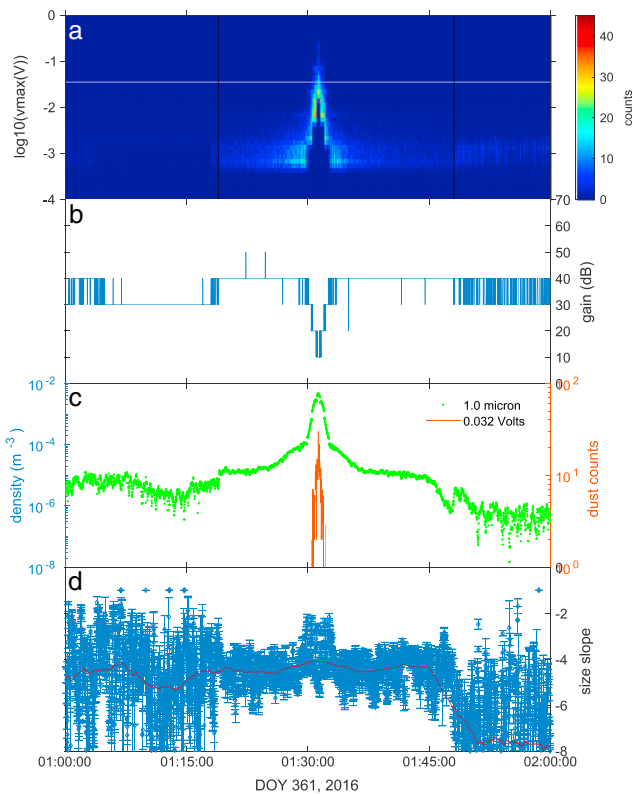 a
0
-1
-2
-3
-4
log10(vmax(V))
40
30
20
10
0
counts
b
70
60
50
40
30
20
10
0
gain (dB)
c
10^-2
10^-4
10^-6
10^-8
density (m^-3)
1.0 micron
0.032 Volts
10^2
10^1
10^0
dust counts
d
0
-2
-4
-6
-8
size slope
01:00:00 01:15:00 01:30:00 01:45:00 02:00:00
DOY 361, 2016